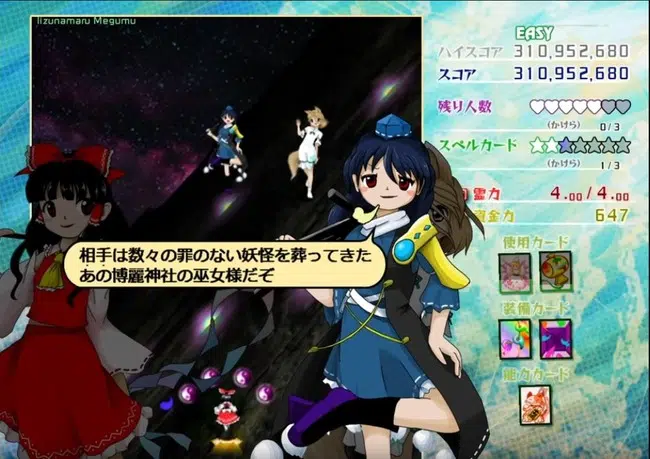 Iizunamaru Megumu
EASY
ハイスコア 310,952,680
スコア 310,952,680
残り人数
(かけら) 0/3
スペルカード
(かけら) 1/3
霊力 4.00/4.00
資金力 647
使用カード
装備カード
能力カード
相手は数々の罪のない妖怪を葬ってきた
あの博麗神社の巫女様だぞ